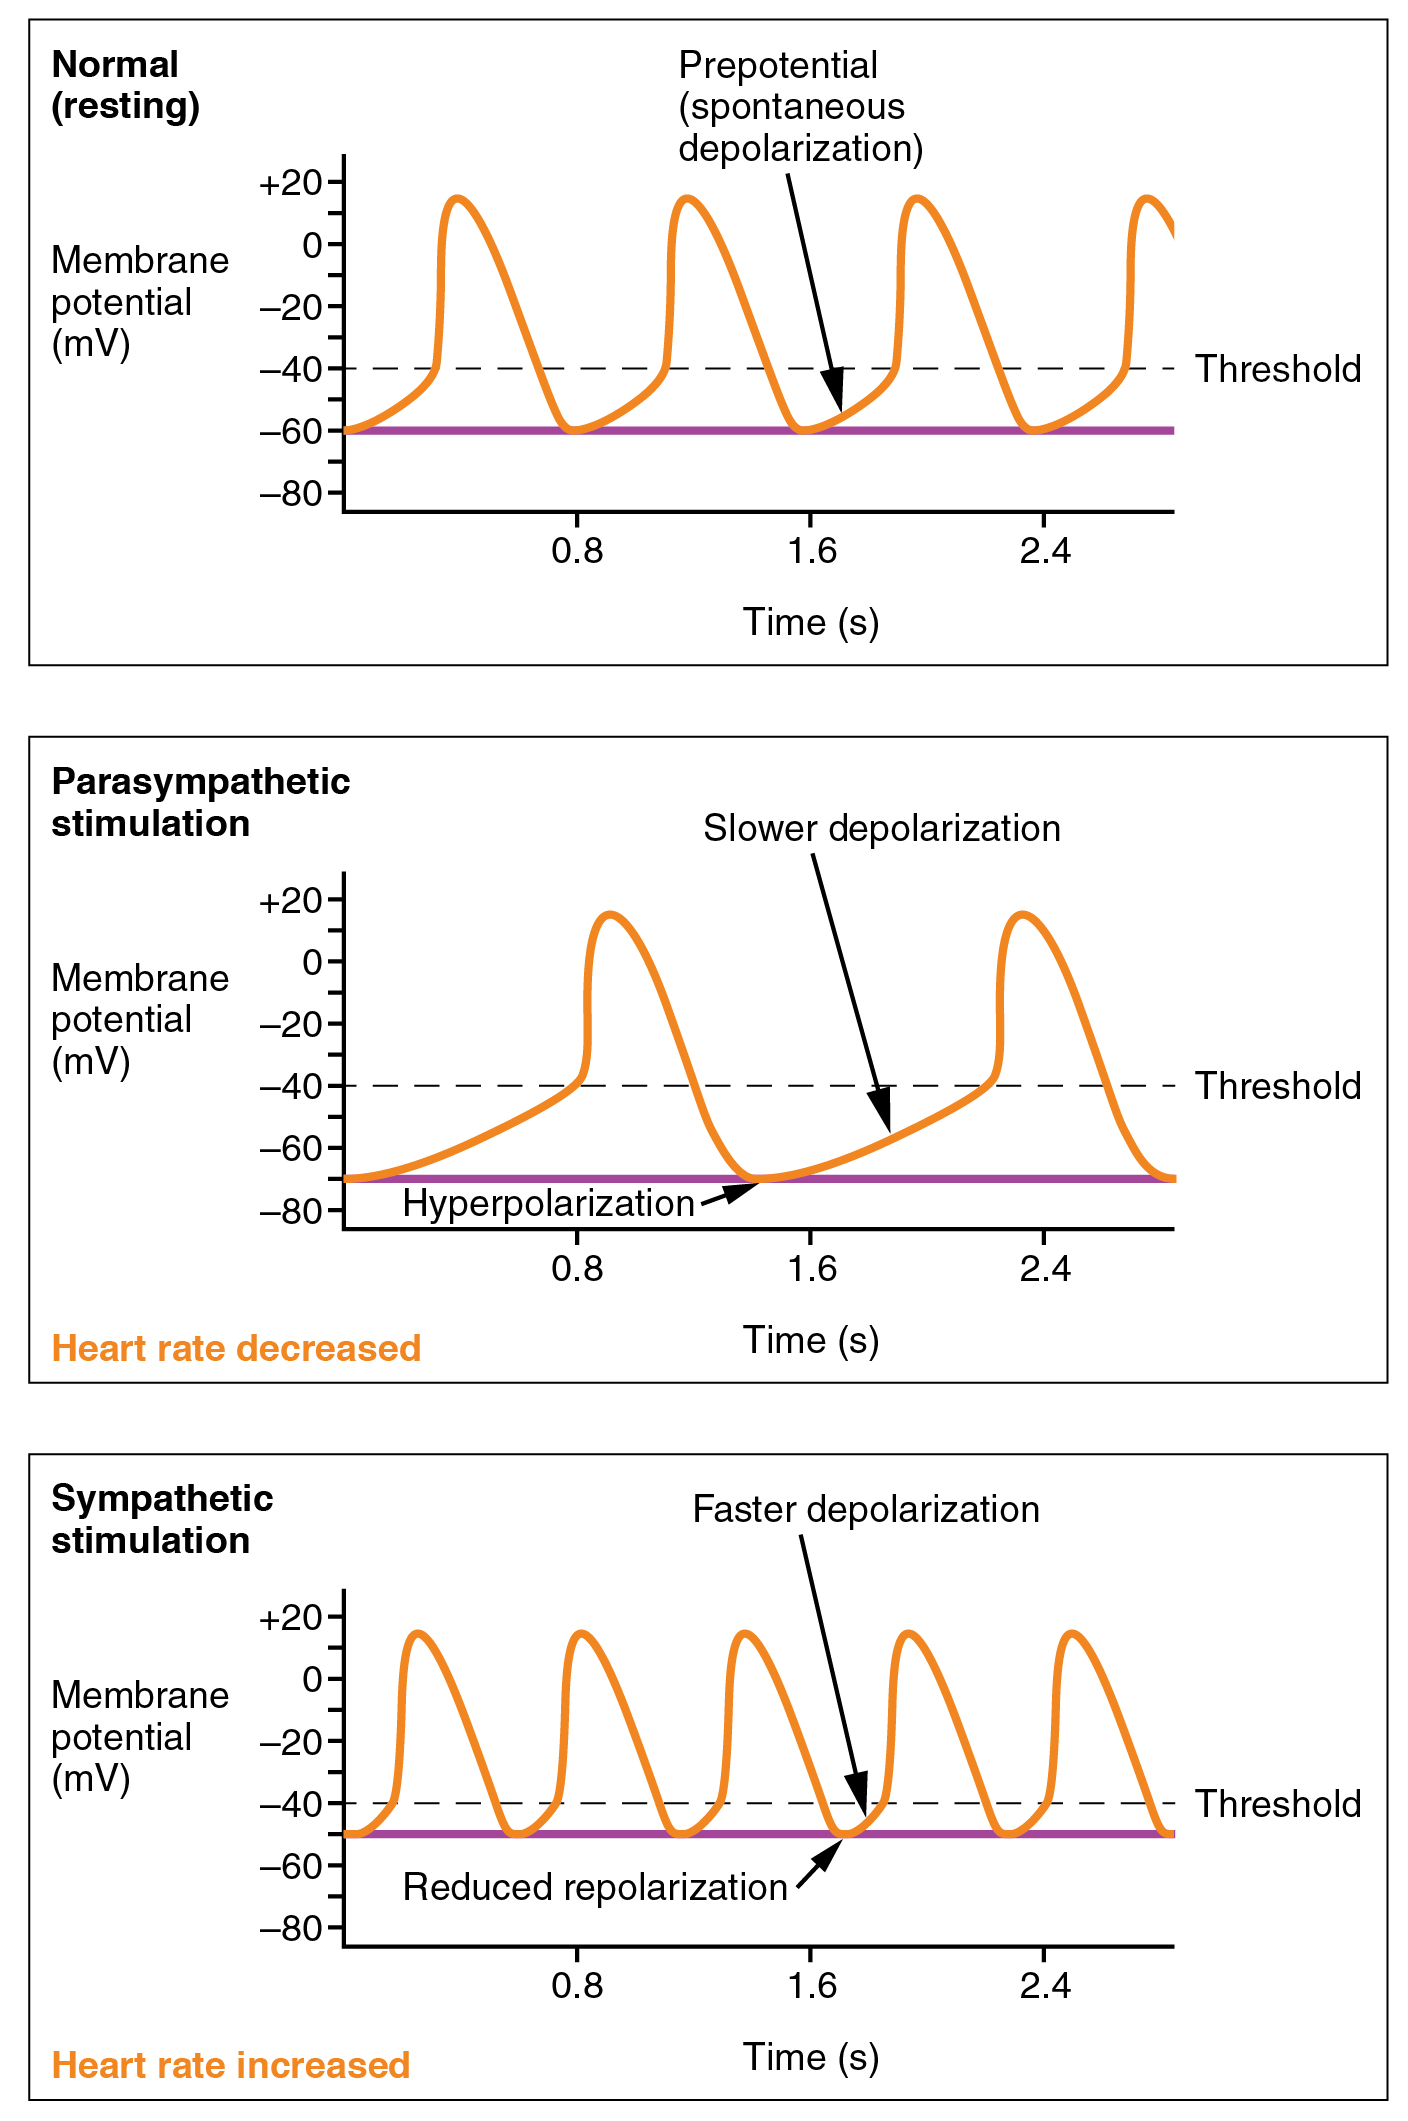 Normal
(resting)
Prepotential
(spontaneous
depolarization)
Membrane
potential
(mV)
+20
0
–20
–40
–60
–80
Threshold
0.8
1.6
2.4
Time (s)
Parasympathetic
stimulation
Slower depolarization
Membrane
potential
(mV)
+20
0
–20
–40
–60
–80
Threshold
Hyperpolarization
0.8
1.6
2.4
Time (s)
Heart rate decreased
Sympathetic
stimulation
Faster depolarization
Membrane
potential
(mV)
+20
0
–20
–40
–60
–80
Threshold
Reduced repolarization
0.8
1.6
2.4
Time (s)
Heart rate increased